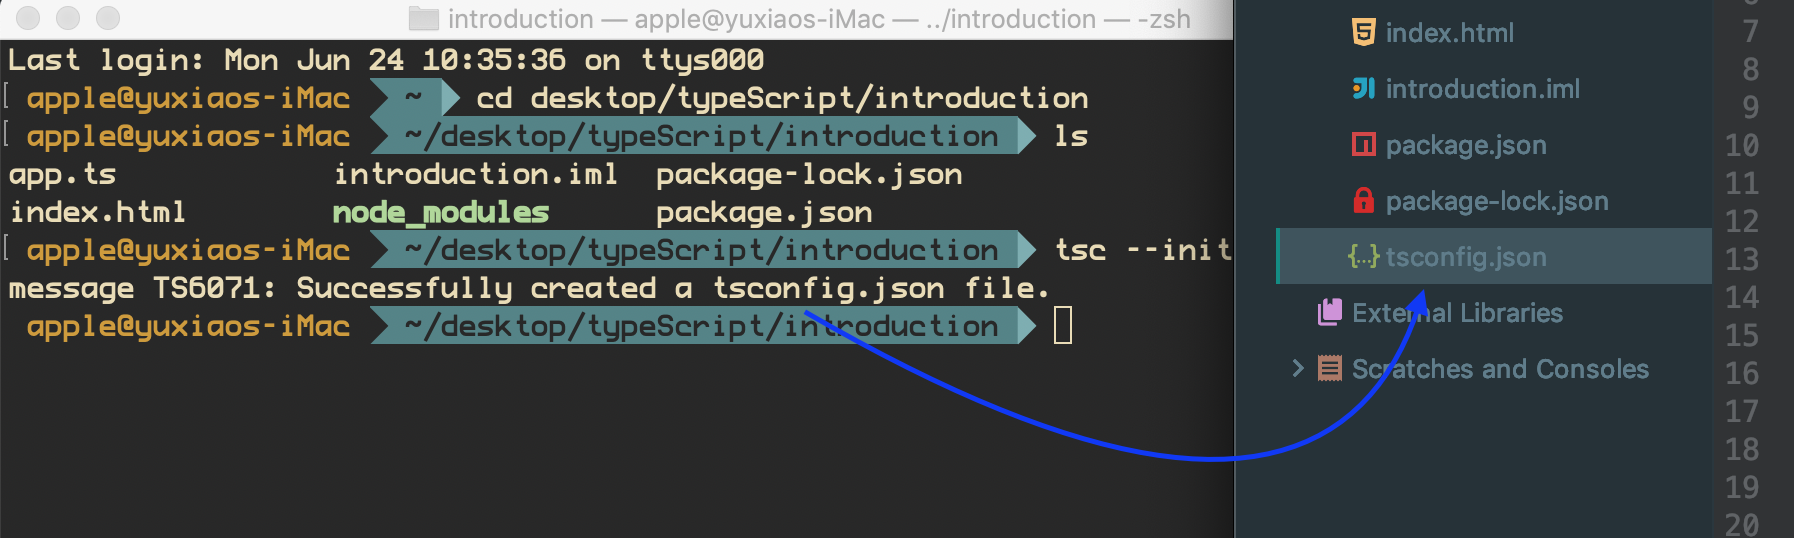 introduction — apple@yuxiaos-iMac — ../introduction — -zsh
Last login: Mon Jun 24 10:35:36 on ttys000
[ apple@yuxiaos-iMac ~ cd desktop/typeScript/introduction
[ apple@yuxiaos-iMac ~/desktop/typeScript/introduction ls
app.ts introduction.iml package-lock.json
index.html node_modules package.json
[ apple@yuxiaos-iMac ~/desktop/typeScript/introduction tsc --init
message TS6071: Successfully created a tsconfig.json file.
apple@yuxiaos-iMac ~/desktop/typeScript/introduction
index.html
introduction.iml
package.json
package-lock.json
{...} tsconfig.json
External Libraries
Scratches and Consoles
7
8
9
10
11
12
13
14
15
16
17
18
19
20